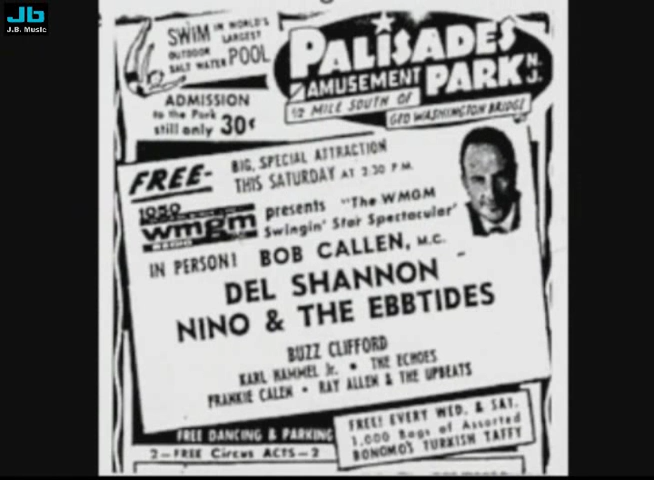 Jb
J.B. Music
SWIM IN WORLD'S
LARGEST
OUTDOOR
SALT WATER POOL
PALISADES
AMUSEMENT PARK N.J.
1/2 MILE SOUTH OF
GEO WASHINGTON BRIDGE
ADMISSION
to the Park
still only 30¢
FREE-
BIG, SPECIAL ATTRACTION
THIS SATURDAY AT 2:30 P.M.
1050
wmgm
presents "The WMGM
Swingin' Star Spectacular"
IN PERSON! BOB CALLEN, M.C.
DEL SHANNON
NINO & THE EBBTIDES
BUZZ CLIFFORD
KARL HAMMEL Jr. • THE ECHOES
FRANKIE CALEN • RAY ALLEN & THE UPBEATS
FREE DANCING & PARKING
2-FREE Circus ACTS-2
FREE! EVERY WED. & SAT.
1,000 Bags of Assorted
BONOMO'S TURKISH TAFFY